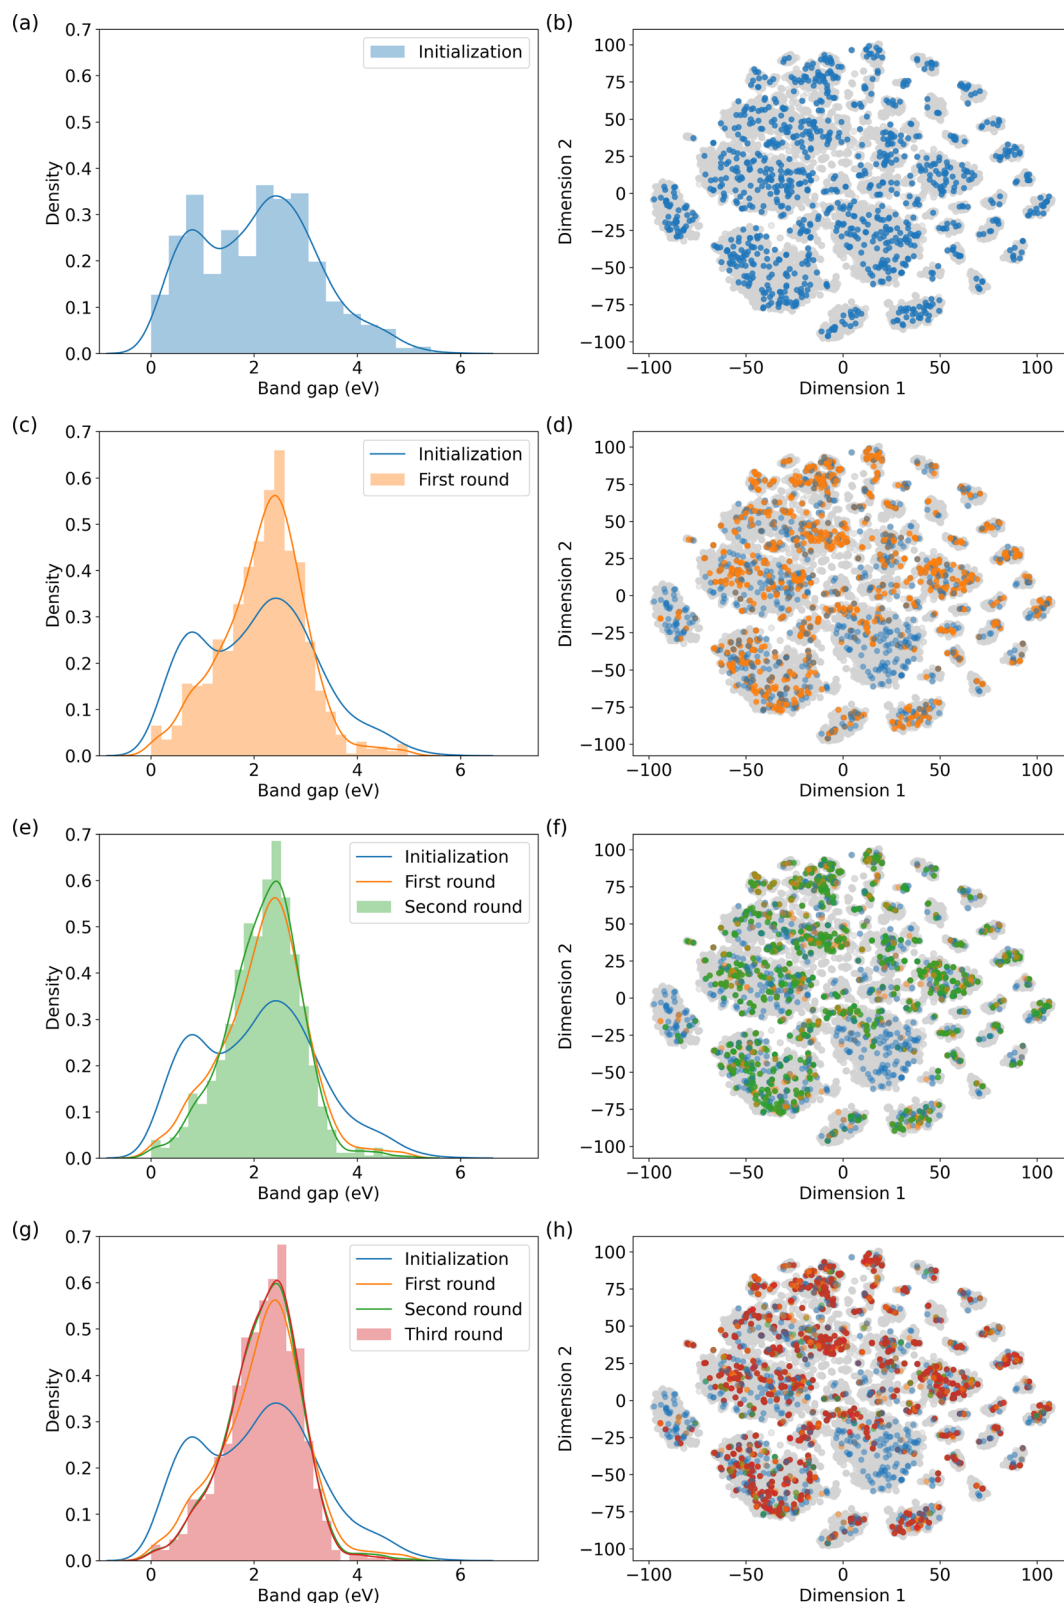 (a)
0.7
0.6
0.5
0.4
0.3
0.2
0.1
0.0
Density
Initialization
0 2 4 6
Band gap (eV)
(b)
100
75
50
25
0
−25
−50
−75
−100
Dimension 2
−100 −50 0 50 100
Dimension 1
(c)
0.7
0.6
0.5
0.4
0.3
0.2
0.1
0.0
Density
Initialization
First round
0 2 4 6
Band gap (eV)
(d)
100
75
50
25
0
−25
−50
−75
−100
Dimension 2
−100 −50 0 50 100
Dimension 1
(e)
0.7
0.6
0.5
0.4
0.3
0.2
0.1
0.0
Density
Initialization
First round
Second round
0 2 4 6
Band gap (eV)
(f)
100
75
50
25
0
−25
−50
−75
−100
Dimension 2
−100 −50 0 50 100
Dimension 1
(g)
0.7
0.6
0.5
0.4
0.3
0.2
0.1
0.0
Density
Initialization
First round
Second round
Third round
0 2 4 6
Band gap (eV)
(h)
100
75
50
25
0
−25
−50
−75
−100
Dimension 2
−100 −50 0 50 100
Dimension 1